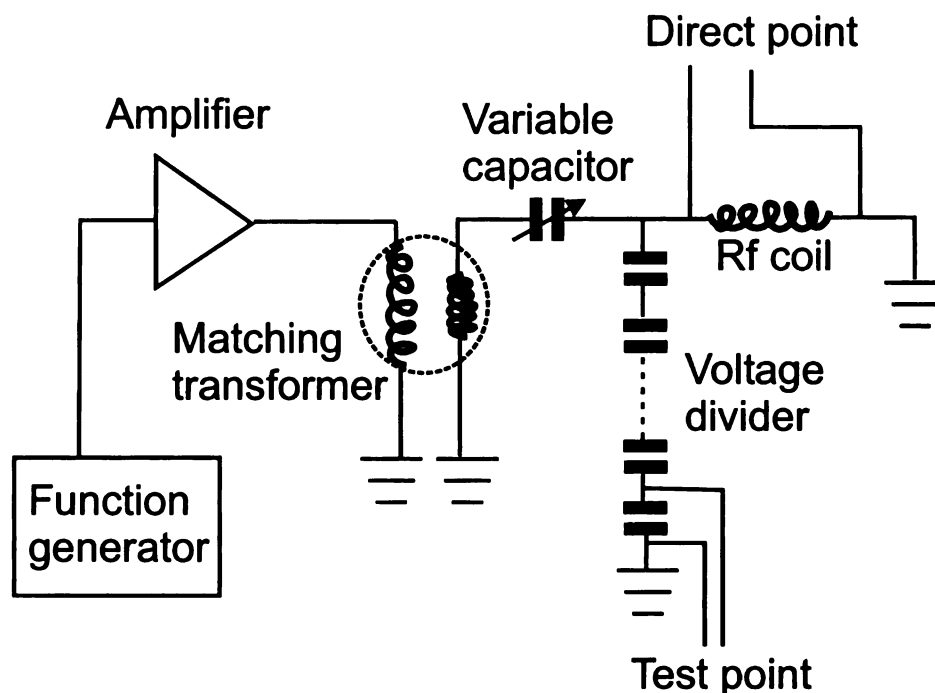 Direct point
Amplifier
Variable
capacitor
Rf coil
Matching
transformer
Voltage
divider
Function
generator
Test point